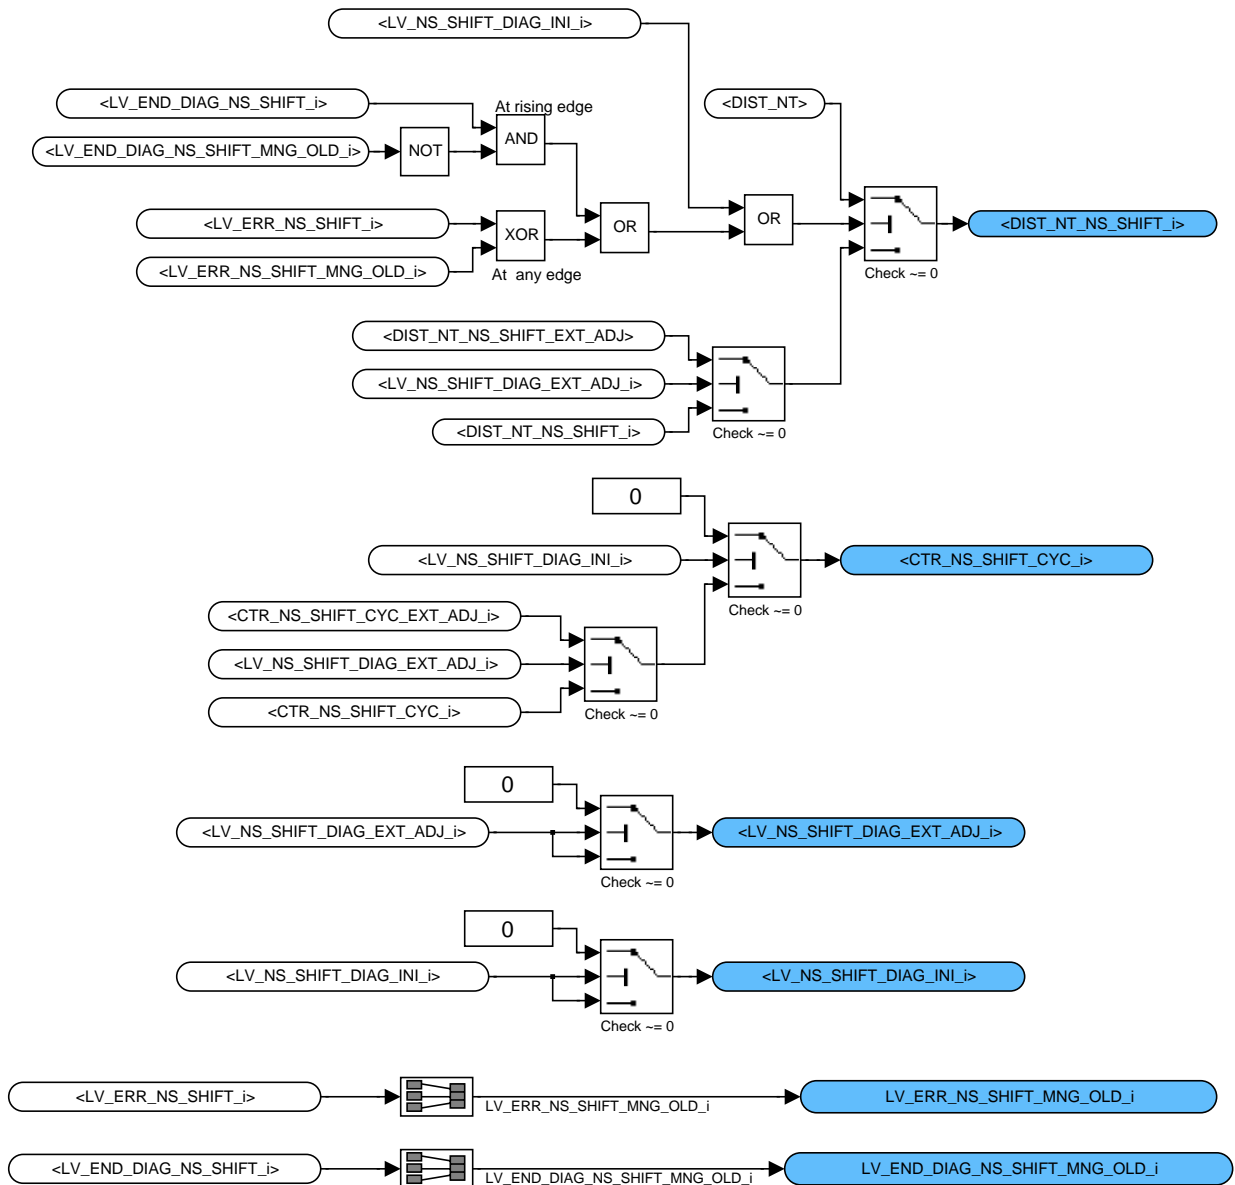 <LV_NS_SHIFT_DIAG_INI_i>
<LV_END_DIAG_NS_SHIFT_i>
At rising edge
<DIST_NT>
AND
<LV_END_DIAG_NS_SHIFT_MNG_OLD_i>
NOT
<LV_ERR_NS_SHIFT_i>
XOR
OR
OR
<DIST_NT_NS_SHIFT_i>
<LV_ERR_NS_SHIFT_MNG_OLD_i>
At any edge
Check ~= 0
<DIST_NT_NS_SHIFT_EXT_ADJ>
<LV_NS_SHIFT_DIAG_EXT_ADJ_i>
<DIST_NT_NS_SHIFT_i>
Check ~= 0
0
<LV_NS_SHIFT_DIAG_INI_i>
<CTR_NS_SHIFT_CYC_i>
Check ~= 0
<CTR_NS_SHIFT_CYC_EXT_ADJ_i>
<LV_NS_SHIFT_DIAG_EXT_ADJ_i>
<CTR_NS_SHIFT_CYC_i>
Check ~= 0
0
<LV_NS_SHIFT_DIAG_EXT_ADJ_i>
<LV_NS_SHIFT_DIAG_EXT_ADJ_i>
Check ~= 0
0
<LV_NS_SHIFT_DIAG_INI_i>
<LV_NS_SHIFT_DIAG_INI_i>
Check ~= 0
<LV_ERR_NS_SHIFT_i>
LV_ERR_NS_SHIFT_MNG_OLD_i
LV_ERR_NS_SHIFT_MNG_OLD_i
<LV_END_DIAG_NS_SHIFT_i>
LV_END_DIAG_NS_SHIFT_MNG_OLD_i
LV_END_DIAG_NS_SHIFT_MNG_OLD_i